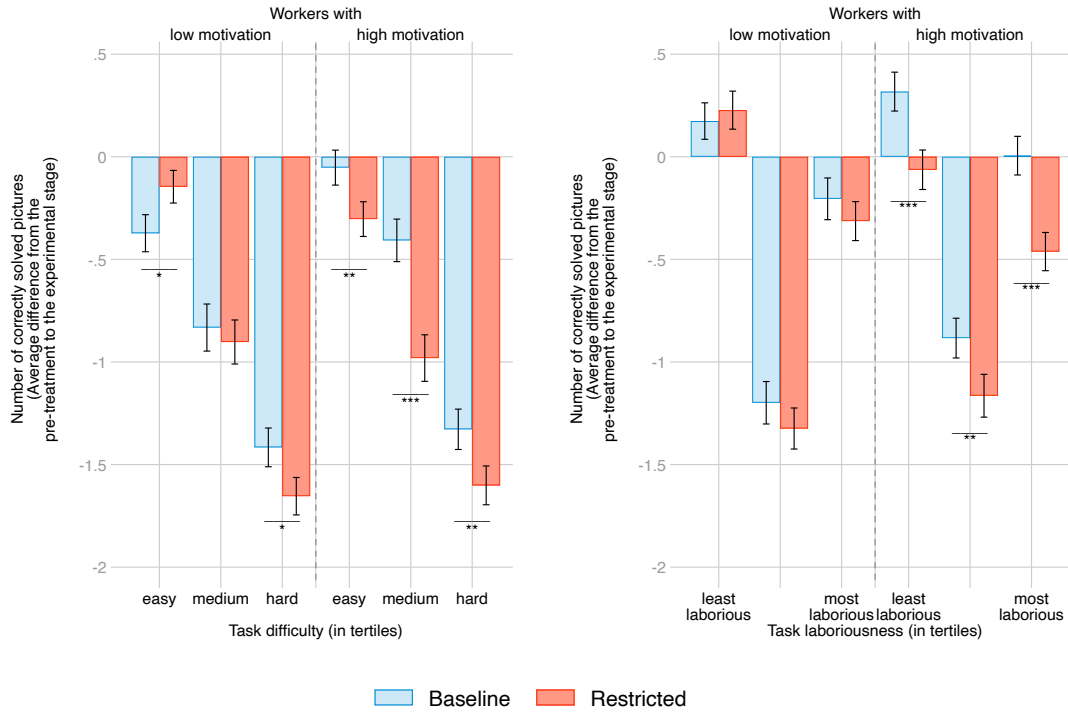 Workers with
low motivation
high motivation
Number of correctly solved pictures
(Average difference from the
pre-treatment to the experimental stage)
.5
0
-.5
-1
-1.5
-2
*
*
**
***
**
easy
medium
hard
easy
medium
hard
Task difficulty (in tertiles)
Workers with
low motivation
high motivation
Number of correctly solved pictures
(Average difference from the
pre-treatment to the experimental stage)
.5
0
-.5
-1
-1.5
-2
***
**
***
least
laborious
most
laborious
least
laborious
most
laborious
Task laboriousness (in tertiles)
Baseline
Restricted